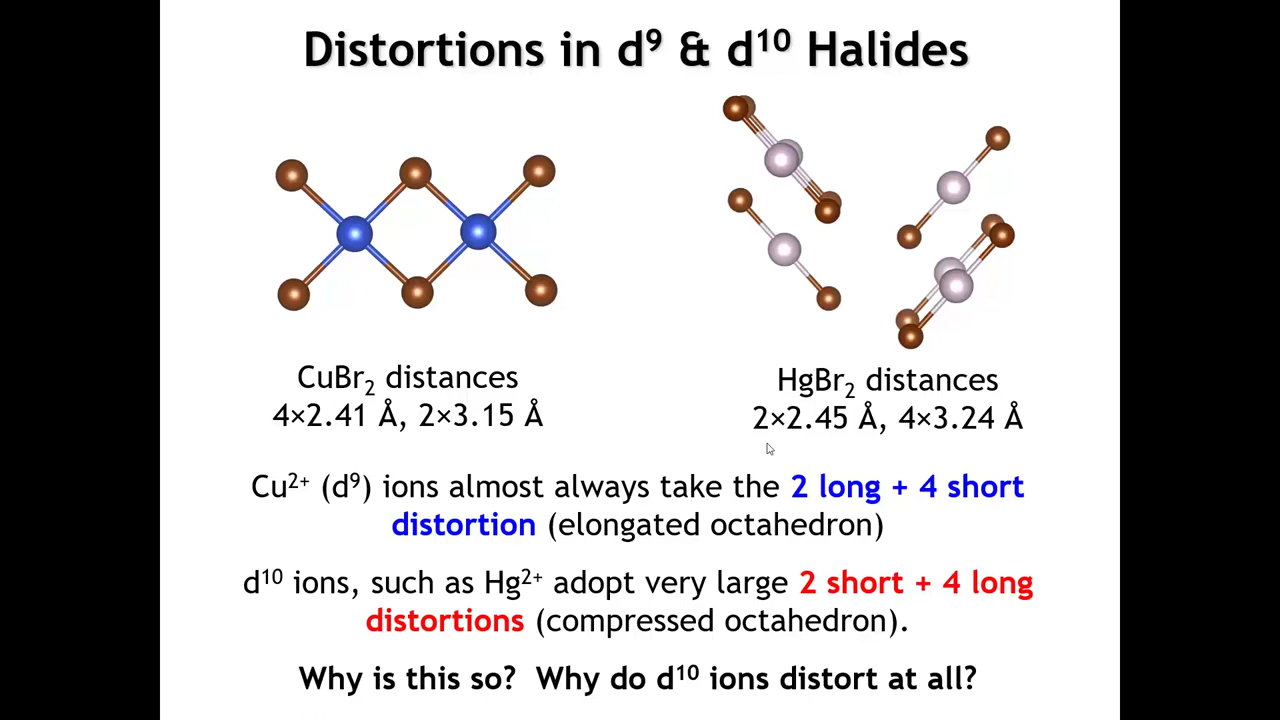 Distortions in d⁹ & d¹⁰ Halides
CuBr₂ distances
4×2.41 Å, 2×3.15 Å
HgBr₂ distances
2×2.45 Å, 4×3.24 Å
Cu²⁺ (d⁹) ions almost always take the 2 long + 4 short
distortion (elongated octahedron)
d¹⁰ ions, such as Hg²⁺ adopt very large 2 short + 4 long
distortions (compressed octahedron).
Why is this so? Why do d¹⁰ ions distort at all?